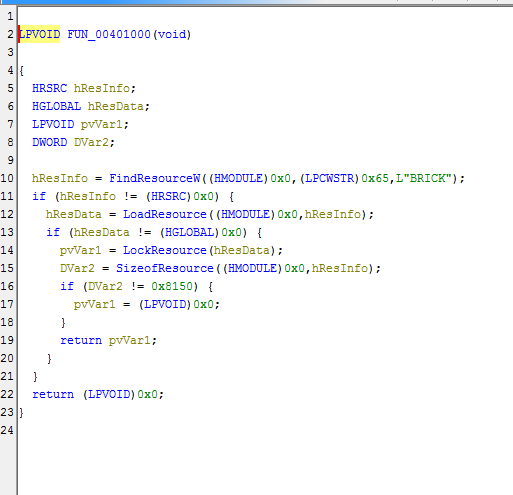 1
2 LPVOID FUN_00401000(void)
3
4 {
5 HRSRC hResInfo;
6 HGLOBAL hResData;
7 LPVOID pvVar1;
8 DWORD DVar2;
9
10 hResInfo = FindResourceW((HMODULE)0x0,(LPCWSTR)0x65,L"BRICK");
11 if (hResInfo != (HRSRC)0x0) {
12 hResData = LoadResource((HMODULE)0x0,hResInfo);
13 if (hResData != (HGLOBAL)0x0) {
14 pvVar1 = LockResource(hResData);
15 DVar2 = SizeofResource((HMODULE)0x0,hResInfo);
16 if (DVar2 != 0x8150) {
17 pvVar1 = (LPVOID)0x0;
18 }
19 return pvVar1;
20 }
21 }
22 return (LPVOID)0x0;
23 }
24